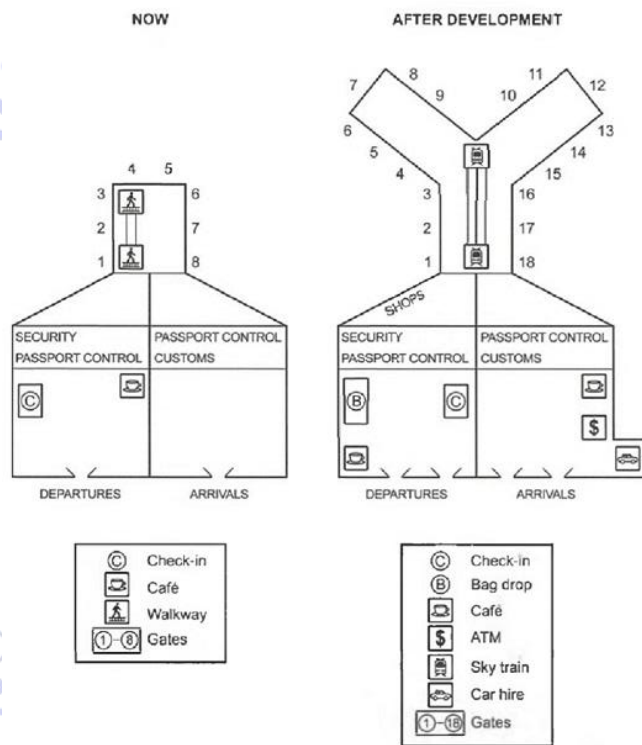 NOW
4 5
3 6
2 7
1 8
SECURITY PASSPORT CONTROL
PASSPORT CONTROL CUSTOMS
C
DEPARTURES ARRIVALS
C Check-in
Café
Walkway
1–8 Gates
AFTER DEVELOPMENT
8 11
7 9 10 12
6 13
5 14
4 15
3 16
2 17
1 18
SHOPS
SECURITY PASSPORT CONTROL
PASSPORT CONTROL CUSTOMS
B C
$
DEPARTURES ARRIVALS
C Check-in
B Bag drop
Café
$ ATM
Sky train
Car hire
1–18 Gates